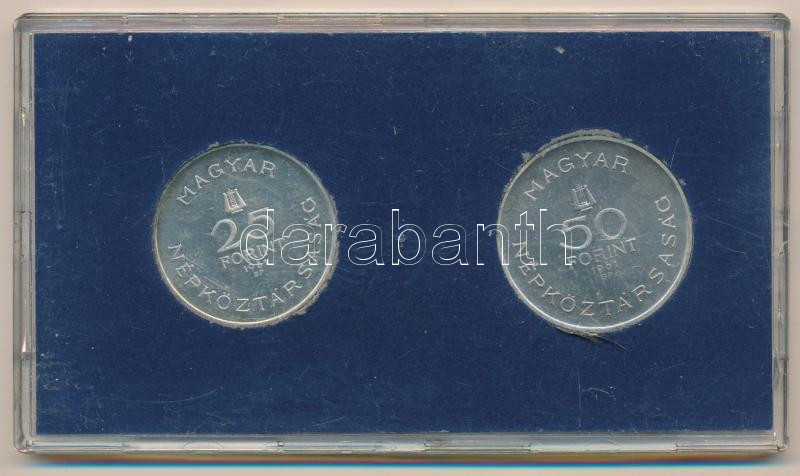 MAGYAR
25
FORINT
NÉPKÖZTÁRSASÁG
MAGYAR
50
FORINT
NÉPKÖZTÁRSASÁG
darabanth